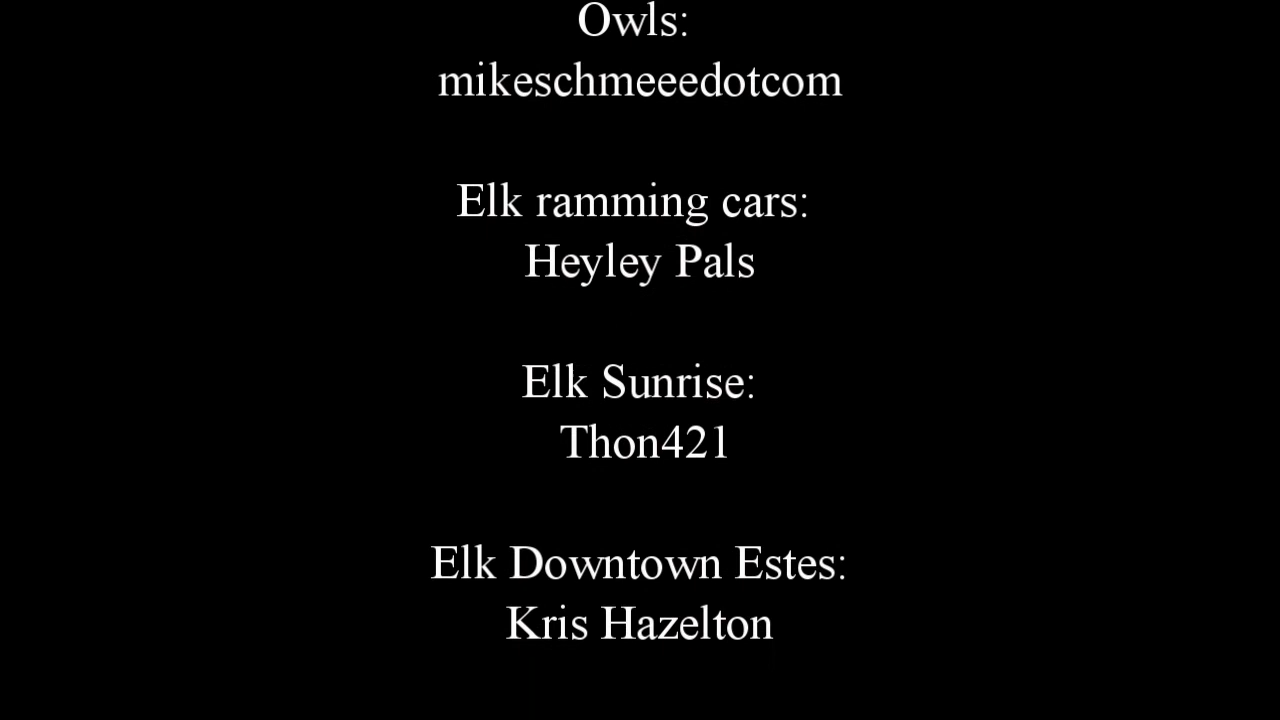 Owls:
mikeschmeeedotcom
Elk ramming cars:
Heyley Pals
Elk Sunrise:
Thon421
Elk Downtown Estes:
Kris Hazelton